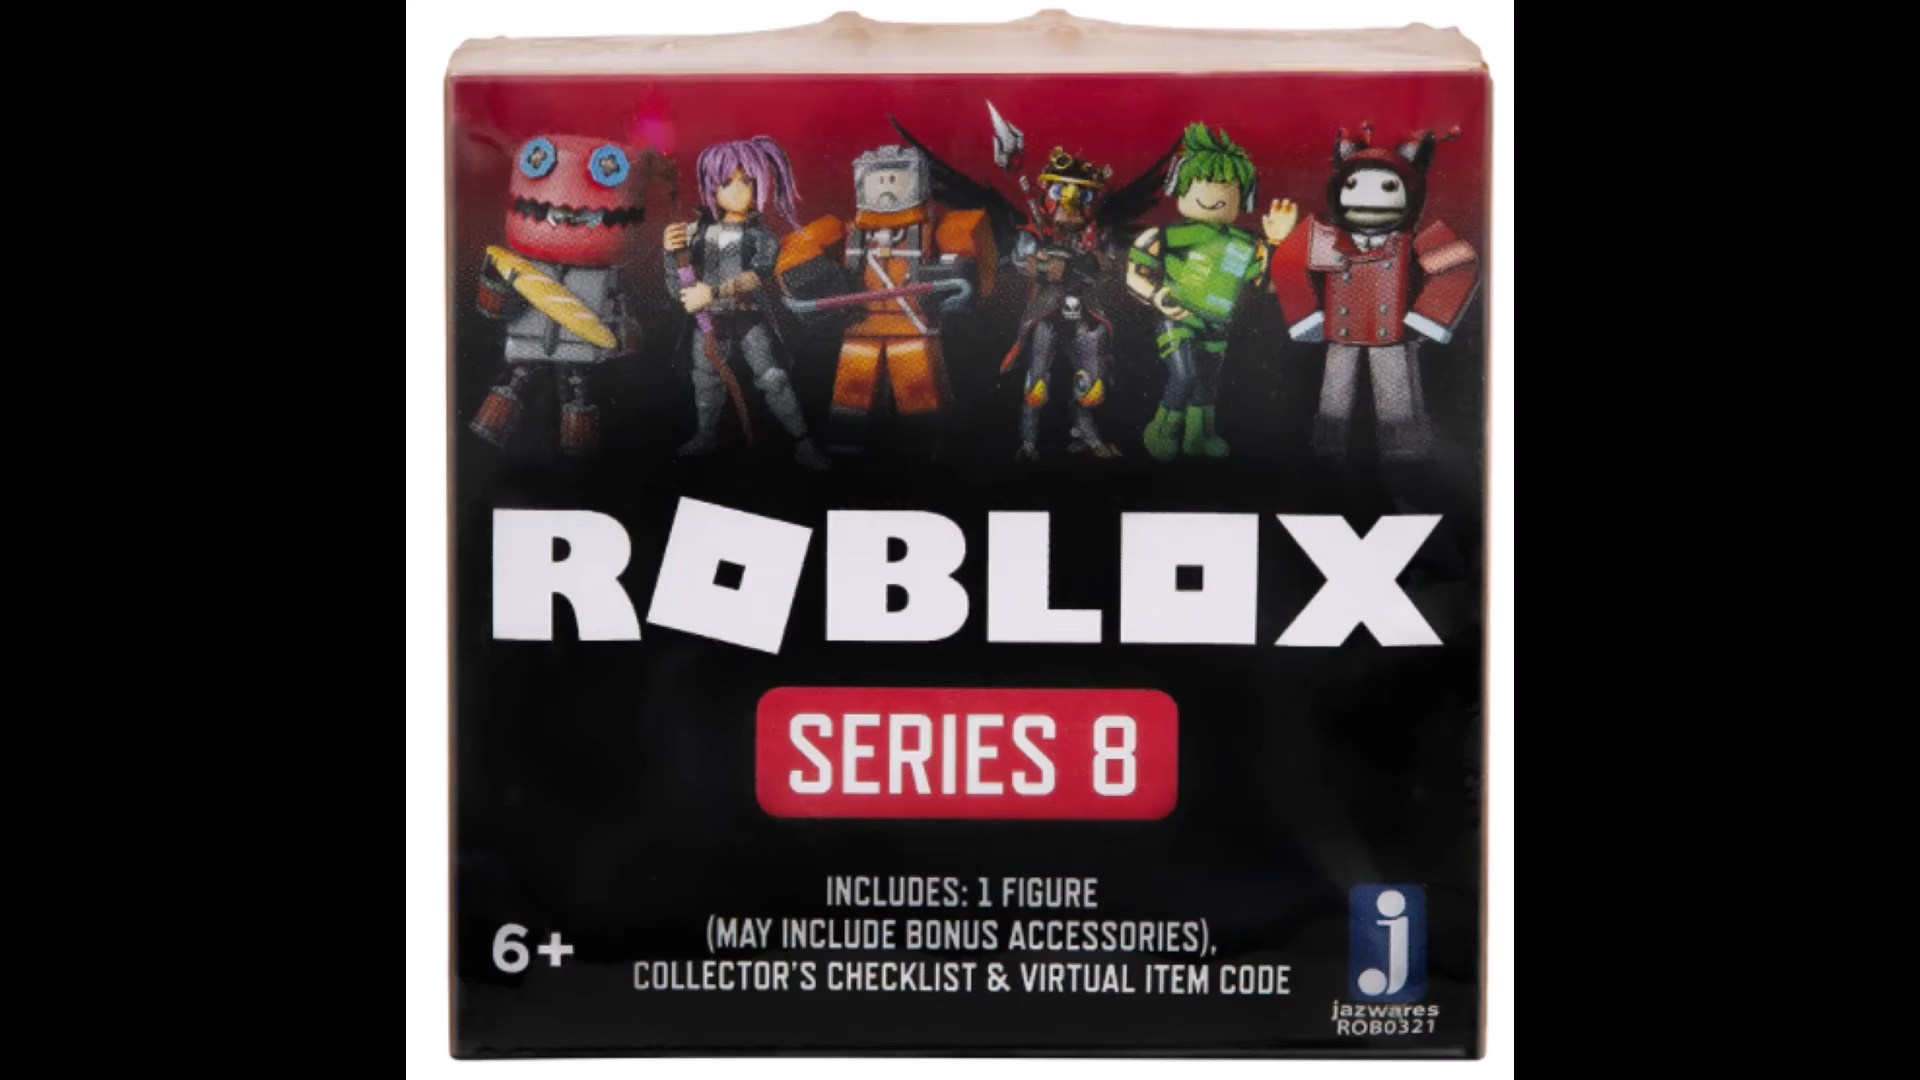 ROBLOX
SERIES 8
INCLUDES: 1 FIGURE
(MAY INCLUDE BONUS ACCESSORIES),
COLLECTOR'S CHECKLIST & VIRTUAL ITEM CODE
6+
j
jazwares
ROB0321